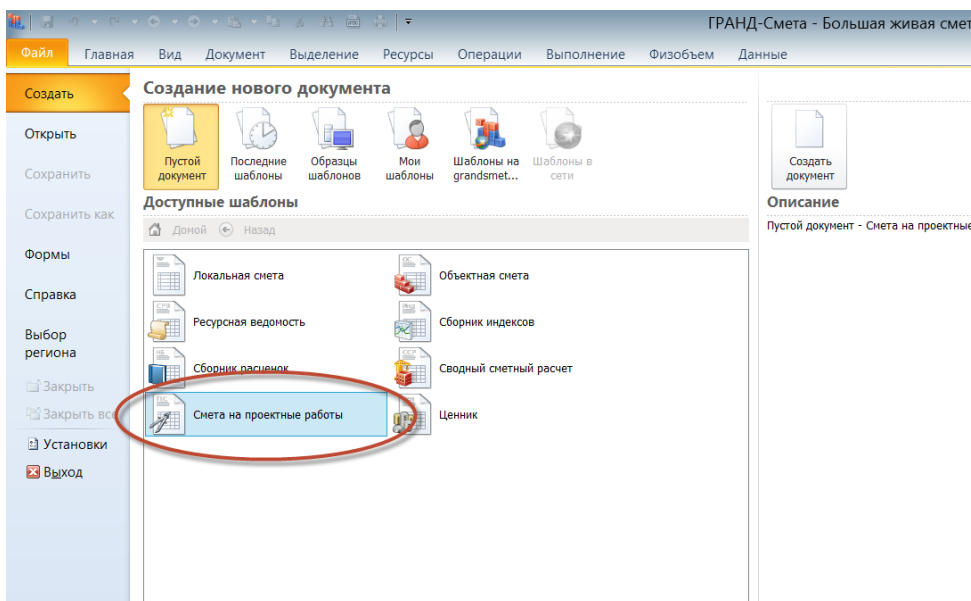 ГРАНД-Смета - Большая живая смет
Файл Главная Вид Документ Выделение Ресурсы Операции Выполнение Физобъем Данные
Создать
Открыть
Сохранить
Сохранить как
Формы
Справка
Выбор
региона
Закрыть
Закрыть все
Установки
Выход
Создание нового документа
Пустой
документ
Последние
шаблоны
Образцы
шаблонов
Мои
шаблоны
Шаблоны на
grandsmet...
Шаблоны в
сети
Доступные шаблоны
Домой Назад
Локальная смета
Объектная смета
Ресурсная ведомость
Сборник индексов
Сборник расценок
Сводный сметный расчет
Смета на проектные работы
Ценник
Создать
документ
Описание
Пустой документ - Смета на проектные